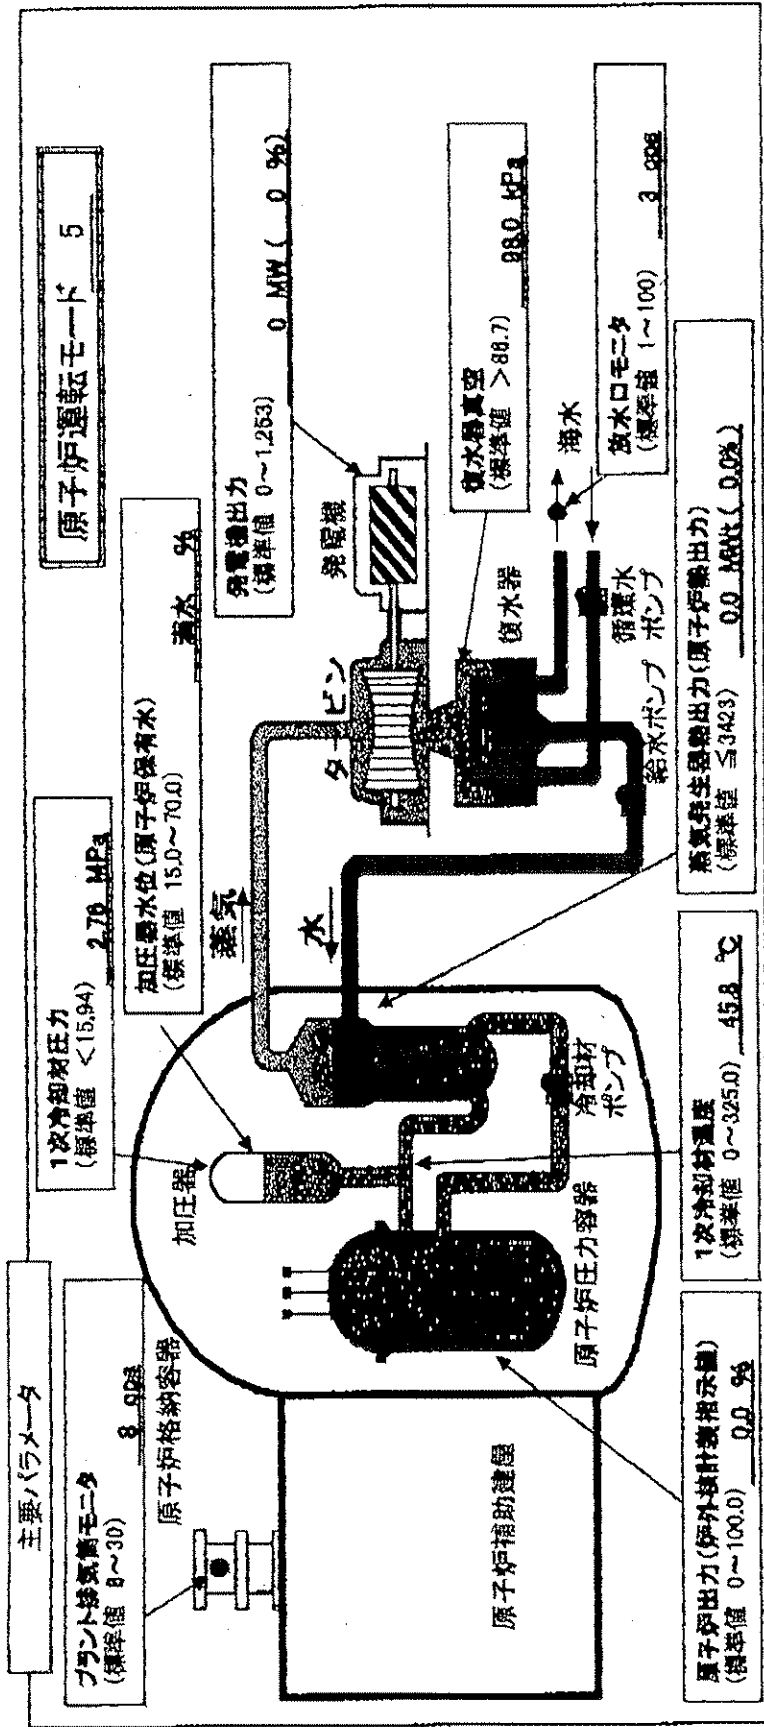 主要パラメータ
原子炉運転モード 5
プラント排気筒モニタ
(標準値 8～30)
8 cps
1次冷却材圧力
(標準値 <15.94)
2.76 MPa
加圧器水位(原子炉保有水)
(標準値 15.0～70.0)
満水 %
発電機出力
(標準値 0～1,253)
0 MW ( 0 %)
原子炉格納容器
加圧器
蒸気
水
タービン
発電機
復水器真空
(標準値 >88.7)
98.0 kPa
原子炉補助建屋
原子炉圧力容器
冷却材
ポンプ
給水ポンプ
復水器
循環水
ポンプ
海水
放水口モニタ
(標準値 1～100)
3 cps
原子炉出力(炉外核計装指示値)
(標準値 0～100.0)
0.0 %
1次冷却材温度
(標準値 0～325.0)
45.8 ℃
蒸気発生器熱出力(原子炉熱出力)
(標準値 ≦3423)
0.0 MWt ( 0.0%)